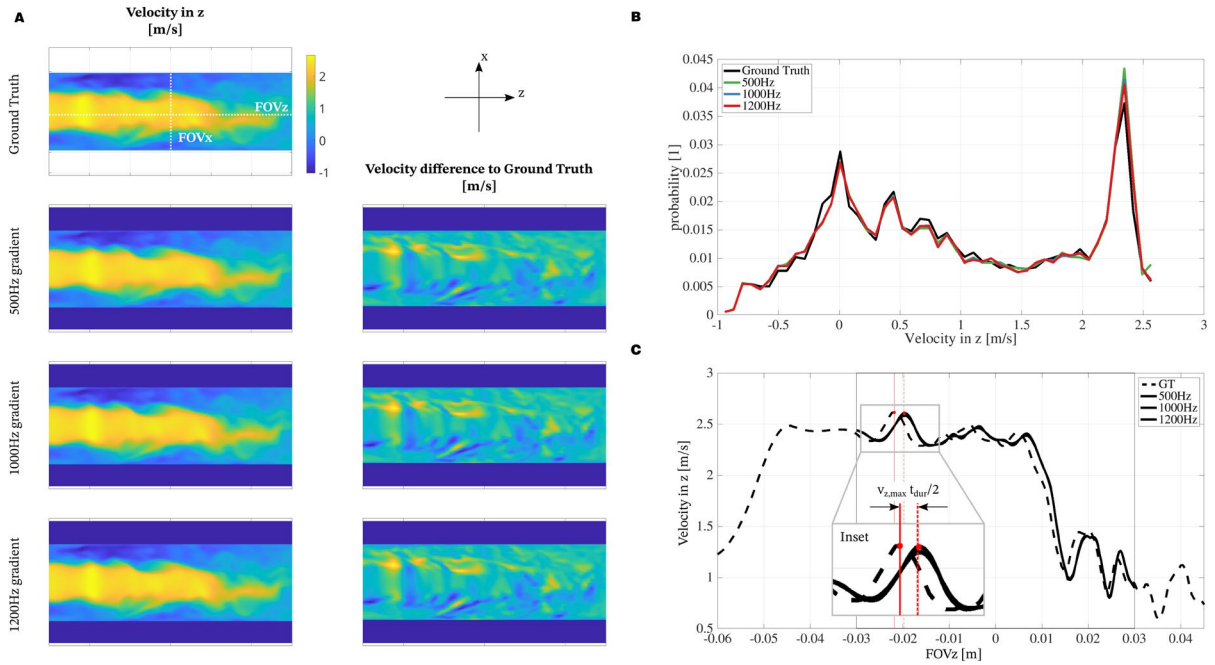 A
Velocity in z
[m/s]
Ground Truth
FOVz
FOVx
2
1
0
-1
x
z
Velocity difference to Ground Truth
[m/s]
500Hz gradient
1000Hz gradient
1200Hz gradient
B
0.05
0.045
0.04
0.035
0.03
0.025
0.02
0.015
0.01
0.005
0
probability [1]
Ground Truth
500Hz
1000Hz
1200Hz
-1
-0.5
0
0.5
1
1.5
2
2.5
3
Velocity in z [m/s]
C
3
2.5
2
1.5
1
0.5
Velocity in z [m/s]
GT
500Hz
1000Hz
1200Hz
vz,max tdur/2
Inset
-0.06
-0.05
-0.04
-0.03
-0.02
-0.01
0
0.01
0.02
0.03
0.04
FOVz [m]